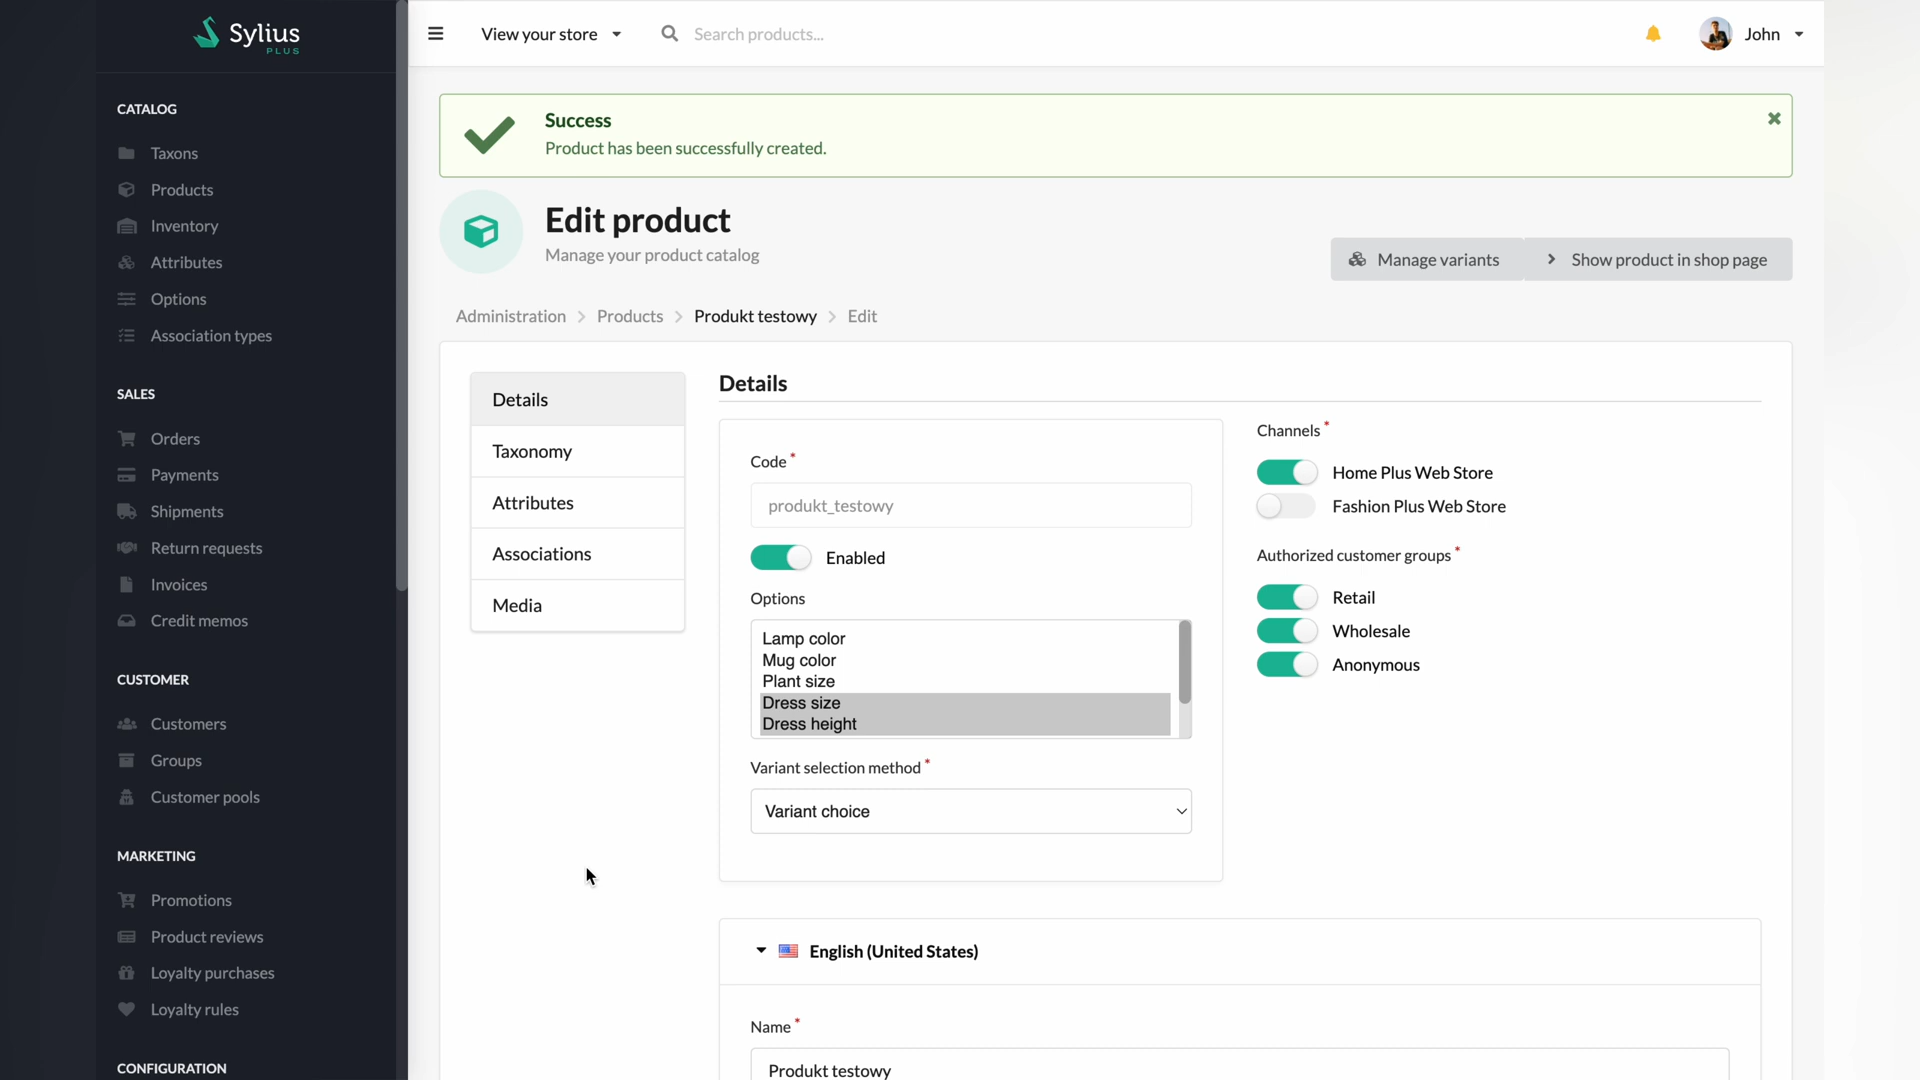 Sylius
PLUS
View your store
Search products...
John
CATALOG
Taxons
Products
Inventory
Attributes
Options
Association types
SALES
Orders
Payments
Shipments
Return requests
Invoices
Credit memos
CUSTOMER
Customers
Groups
Customer pools
MARKETING
Promotions
Product reviews
Loyalty purchases
Loyalty rules
CONFIGURATION
Success
Product has been successfully created.
Edit product
Manage your product catalog
Manage variants
Show product in shop page
Administration > Products > Produkt testowy > Edit
Details
Taxonomy
Attributes
Associations
Media
Details
Code *
produkt_testowy
Enabled
Options
Lamp color
Mug color
Plant size
Dress size
Dress height
Variant selection method *
Variant choice
Channels *
Home Plus Web Store
Fashion Plus Web Store
Authorized customer groups *
Retail
Wholesale
Anonymous
English (United States)
Name *
Produkt testowy